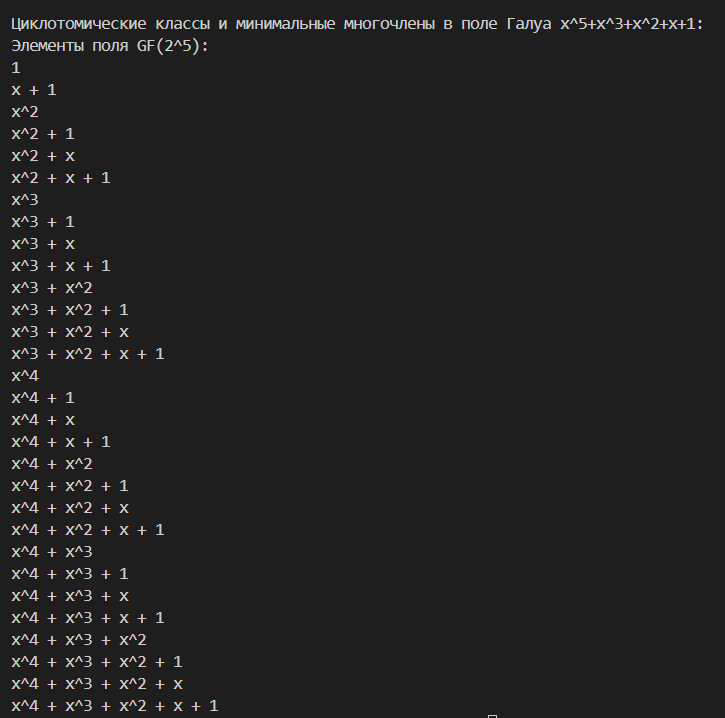 Циклотомические классы и минимальные многочлены в поле Галуа x^5+x^3+x^2+x+1:
Элементы поля GF(2^5):
1
x + 1
x^2
x^2 + 1
x^2 + x
x^2 + x + 1
x^3
x^3 + 1
x^3 + x
x^3 + x + 1
x^3 + x^2
x^3 + x^2 + 1
x^3 + x^2 + x
x^3 + x^2 + x + 1
x^4
x^4 + 1
x^4 + x
x^4 + x + 1
x^4 + x^2
x^4 + x^2 + 1
x^4 + x^2 + x
x^4 + x^2 + x + 1
x^4 + x^3
x^4 + x^3 + 1
x^4 + x^3 + x
x^4 + x^3 + x + 1
x^4 + x^3 + x^2
x^4 + x^3 + x^2 + 1
x^4 + x^3 + x^2 + x
x^4 + x^3 + x^2 + x + 1